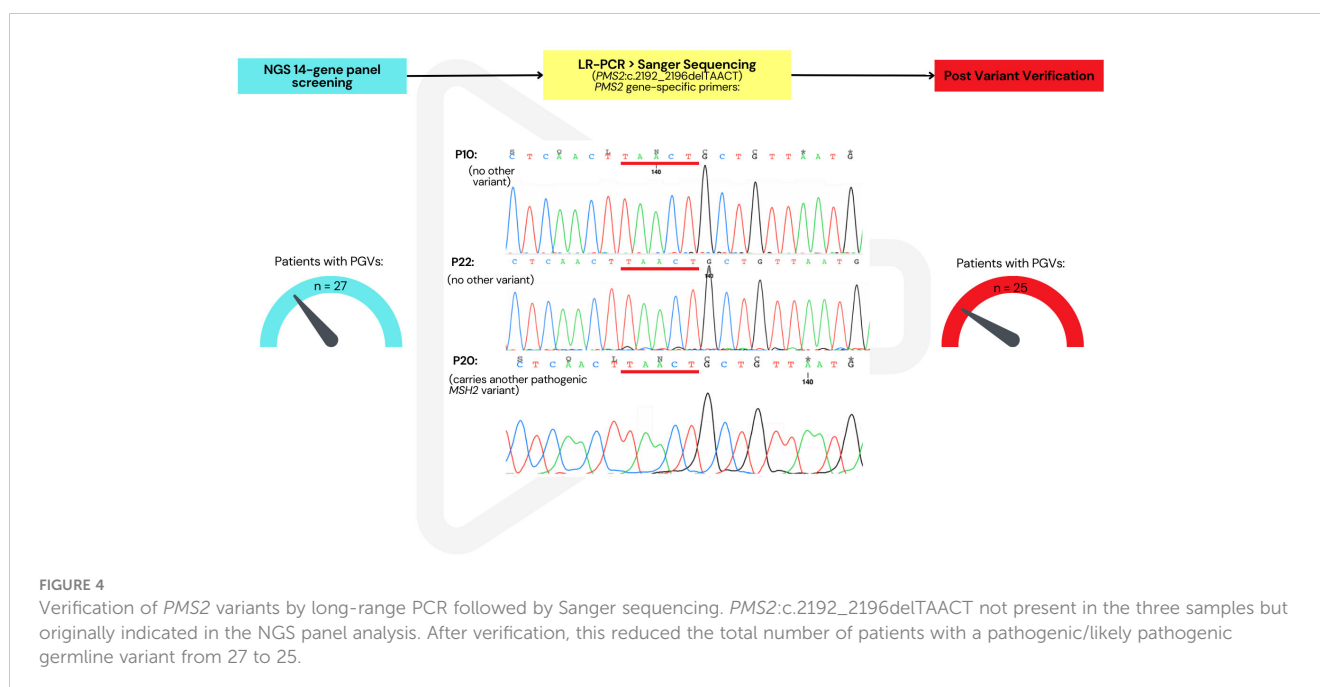 NGS 14-gene panel
screening
LR-PCR > Sanger Sequencing
(PMS2:c.2192_2196delTAACT)
PMS2 gene-specific primers:
Post Variant Verification
P10:
(no other
variant)
S Q L N C C * *
C T C A A C T T A A C T G C T G T T A A T G
140
P22:
(no other variant)
C T C A A C T T A A C T G C T G T T A A T G
140
P20:
(carries another pathogenic
MSH2 variant)
S Q L N C C * *
C T C A A C T T A A C T G C T G T T A A T G
140
Patients with PGVs:
n = 27
Patients with PGVs:
n = 25
FIGURE 4
Verification of PMS2 variants by long-range PCR followed by Sanger sequencing. PMS2:c.2192_2196delTAACT not present in the three samples but
originally indicated in the NGS panel analysis. After verification, this reduced the total number of patients with a pathogenic/likely pathogenic
germline variant from 27 to 25.